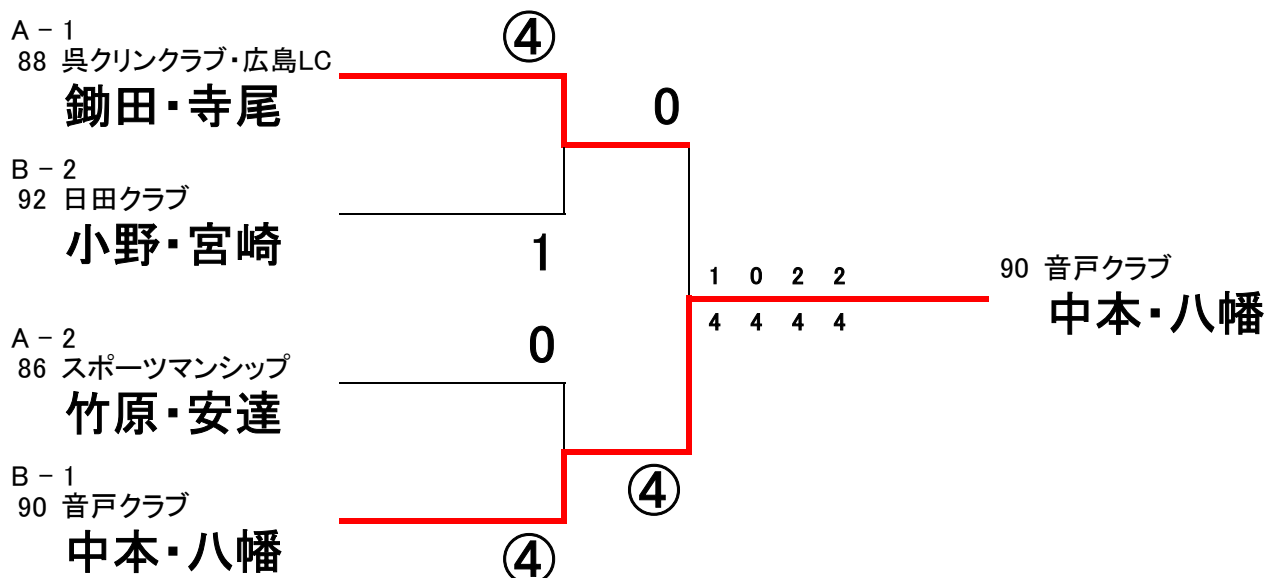 A－1
88 呉クリンクラブ・広島LC
鋤田・寺尾
④
0
B－2
92 日田クラブ
小野・宮崎
1
1 0 2 2
4 4 4 4
90 音戸クラブ
中本・八幡
A－2
86 スポーツマンシップ
竹原・安達
0
B－1
90 音戸クラブ
中本・八幡
④
④